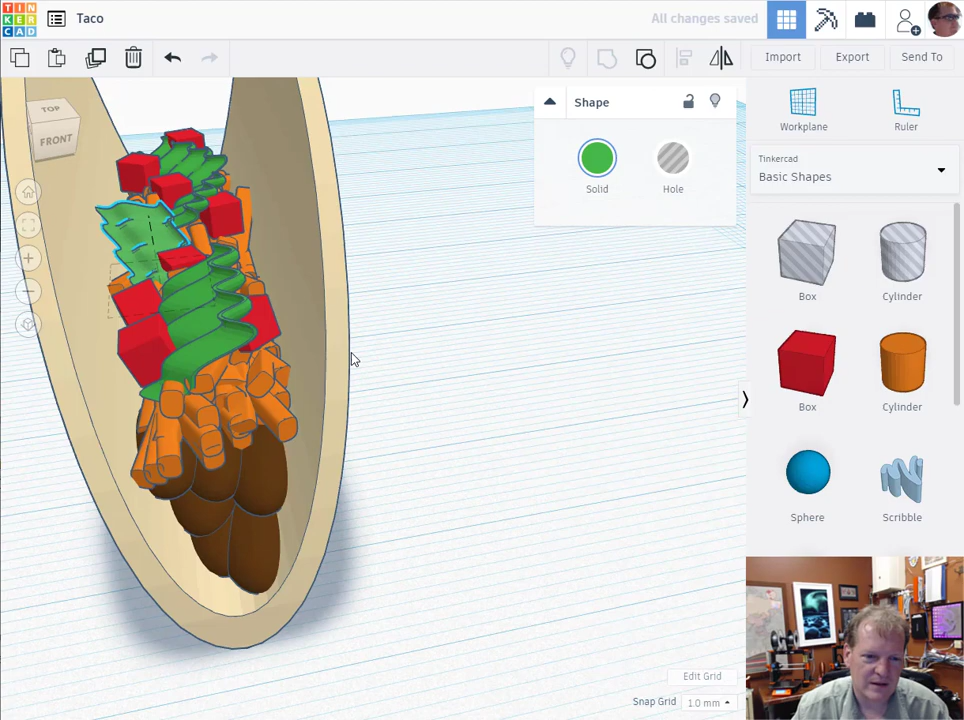 TIN
KER
CAD
Taco
All changes saved
Import
Export
Send To
TOP
FRONT
Shape
Solid
Hole
Workplane
Ruler
Tinkercad
Basic Shapes
Box
Cylinder
Box
Cylinder
Sphere
Scribble
Edit Grid
Snap Grid
1.0 mm